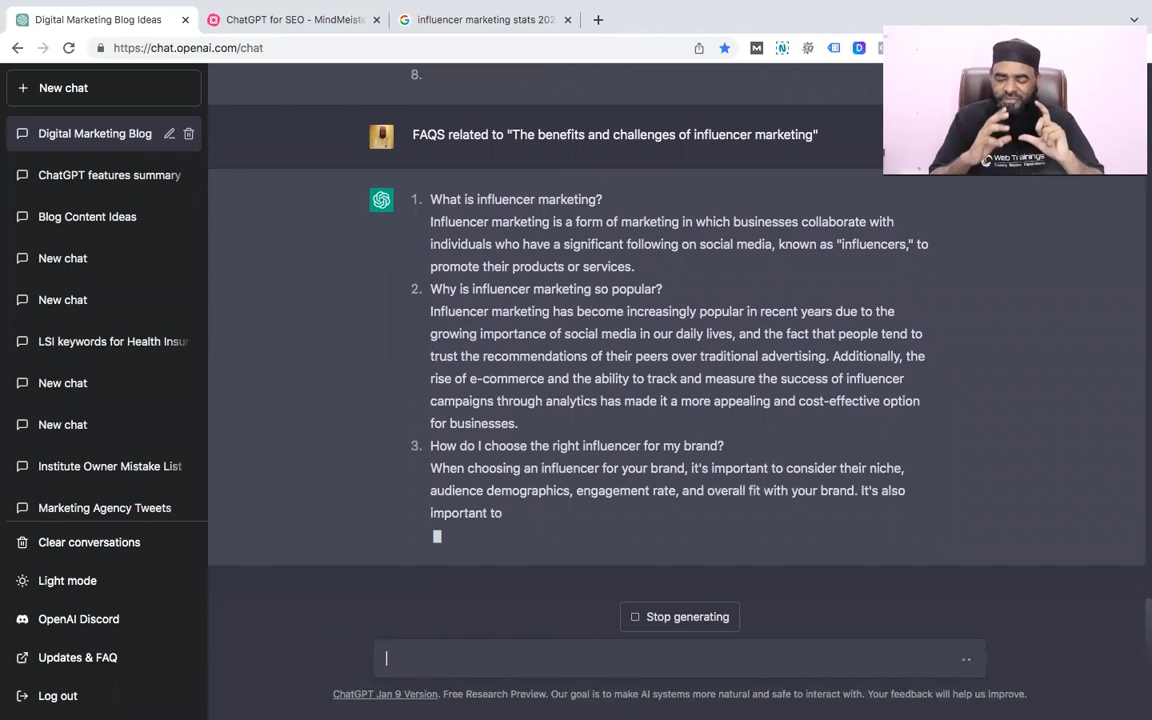 Digital Marketing Blog Ideas
ChatGPT for SEO - MindMeiste
influencer marketing stats 202
https://chat.openai.com/chat
New chat
Digital Marketing Blog
ChatGPT features summary
Blog Content Ideas
New chat
New chat
LSI keywords for Health Insur
New chat
New chat
Institute Owner Mistake List
Marketing Agency Tweets
Clear conversations
Light mode
OpenAI Discord
Updates & FAQ
Log out
8.
FAQS related to "The benefits and challenges of influencer marketing"
1. What is influencer marketing?
Influencer marketing is a form of marketing in which businesses collaborate with
individuals who have a significant following on social media, known as "influencers," to
promote their products or services.
2. Why is influencer marketing so popular?
Influencer marketing has become increasingly popular in recent years due to the
growing importance of social media in our daily lives, and the fact that people tend to
trust the recommendations of their peers over traditional advertising. Additionally, the
rise of e-commerce and the ability to track and measure the success of influencer
campaigns through analytics has made it a more appealing and cost-effective option
for businesses.
3. How do I choose the right influencer for my brand?
When choosing an influencer for your brand, it's important to consider their niche,
audience demographics, engagement rate, and overall fit with your brand. It's also
important to
Stop generating
ChatGPT Jan 9 Version. Free Research Preview. Our goal is to make AI systems more natural and safe to interact with. Your feedback will help us improve.
Web Trainings